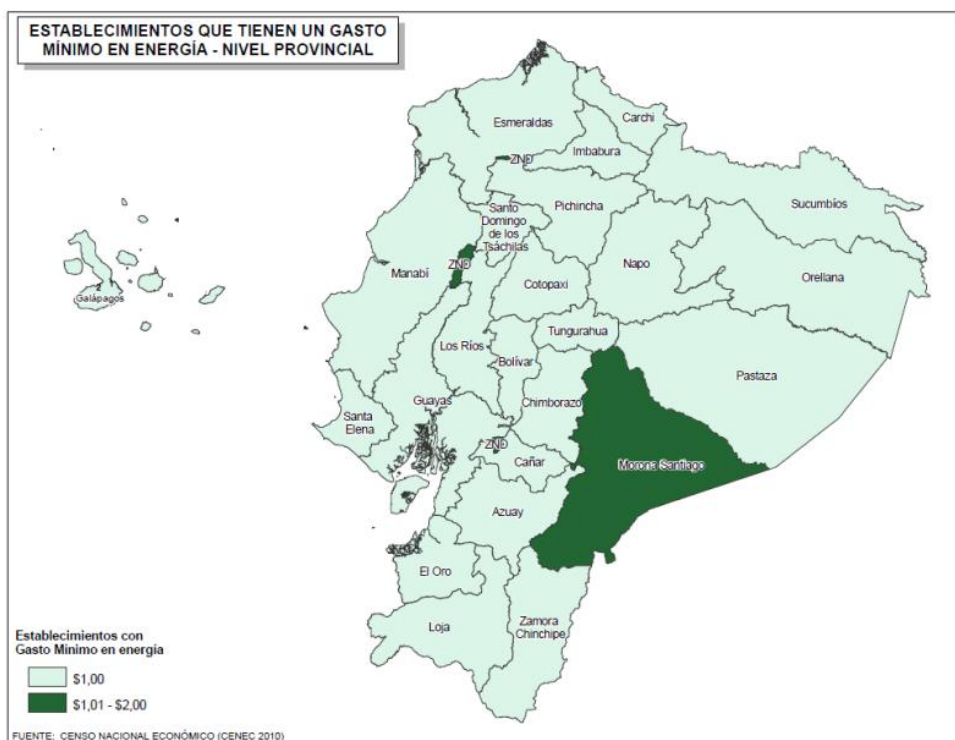 ESTABLECIMIENTOS QUE TIENEN UN GASTO
MÍNIMO EN ENERGÍA - NIVEL PROVINCIAL
Carchi
Esmeraldas
Imbabura
ZND
Sucumbíos
Pichincha
Santo
Domingo
de los
Tsáchilas
ZND
Napo
Manabí
Orellana
Cotopaxi
Galápagos
Tungurahua
Los Ríos
Bolívar
Pastaza
Guayas
Chimborazo
Santa
Elena
ZND
Cañar
Morona Santiago
Azuay
El Oro
Loja
Zamora
Chinchipe
Establecimientos con
Gasto Minimo en energía
$1,00
$1,01 - $2,00
FUENTE: CENSO NACIONAL ECONÓMICO (CENEC 2010)